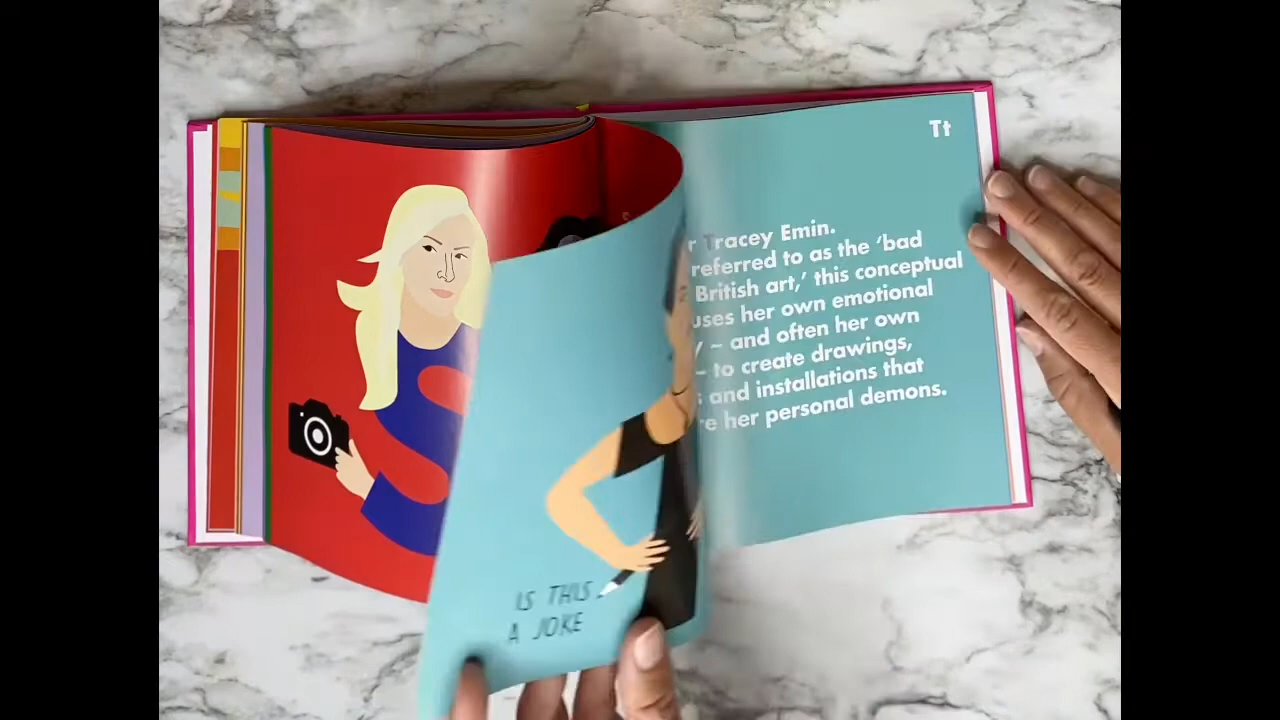 IS THIS
A JOKE
Tt
Tracey Emin.
referred to as the ‘bad
British art,’ this conceptual
uses her own emotional
– and often her own
– to create drawings,
and installations that
her personal demons.